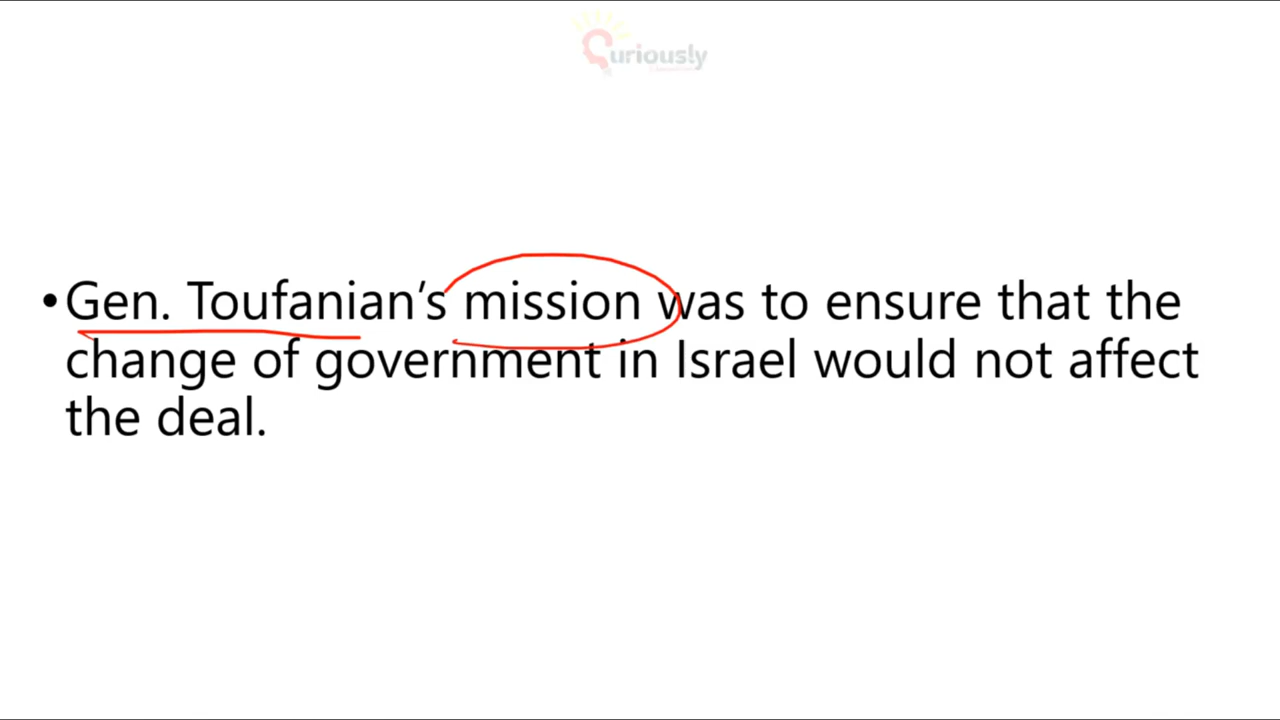 Curiously
•Gen. Toufanian’s mission was to ensure that the
change of government in Israel would not affect
the deal.